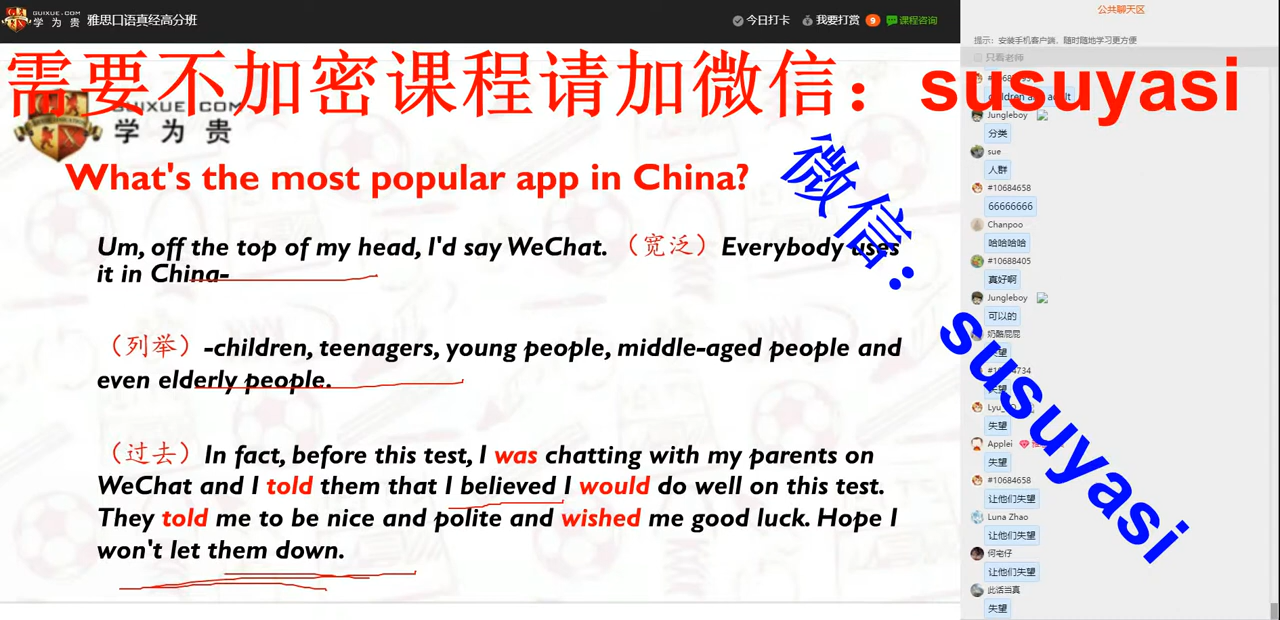 GUIXUE.COM
学为贵
雅思口语真经高分班
今日打卡
我要打赏
9
课程咨询
公共聊天区
提示：安装手机客户端，随时随地学习更方便
只看老师
需要不加密课程请加微信：susuyasi
GUIXUE.COM
学为贵
What's the most popular app in China?
Um, off the top of my head, I'd say WeChat.（宽泛）Everybody uses
it in China-
（列举）-children, teenagers, young people, middle-aged people and
even elderly people.
（过去）In fact, before this test, I was chatting with my parents on
WeChat and I told them that I believed I would do well on this test.
They told me to be nice and polite and wished me good luck. Hope I
won't let them down.
微信：susuyasi
Jungleboy
分类
sue
人群
#10684658
66666666
Chanpoo
哈哈哈哈
#10688405
真好啊
Jungleboy
可以的
失望
Applei
失望
#10684658
让他们失望
Luna Zhao
让他们失望
何宅仔
让他们失望
此话当真
失望